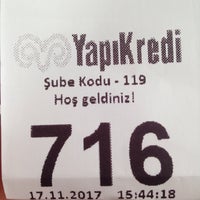 YapıKredi
Şube Kodu - 119
Hoş geldiniz!
716
17.11.2017 15:44:18